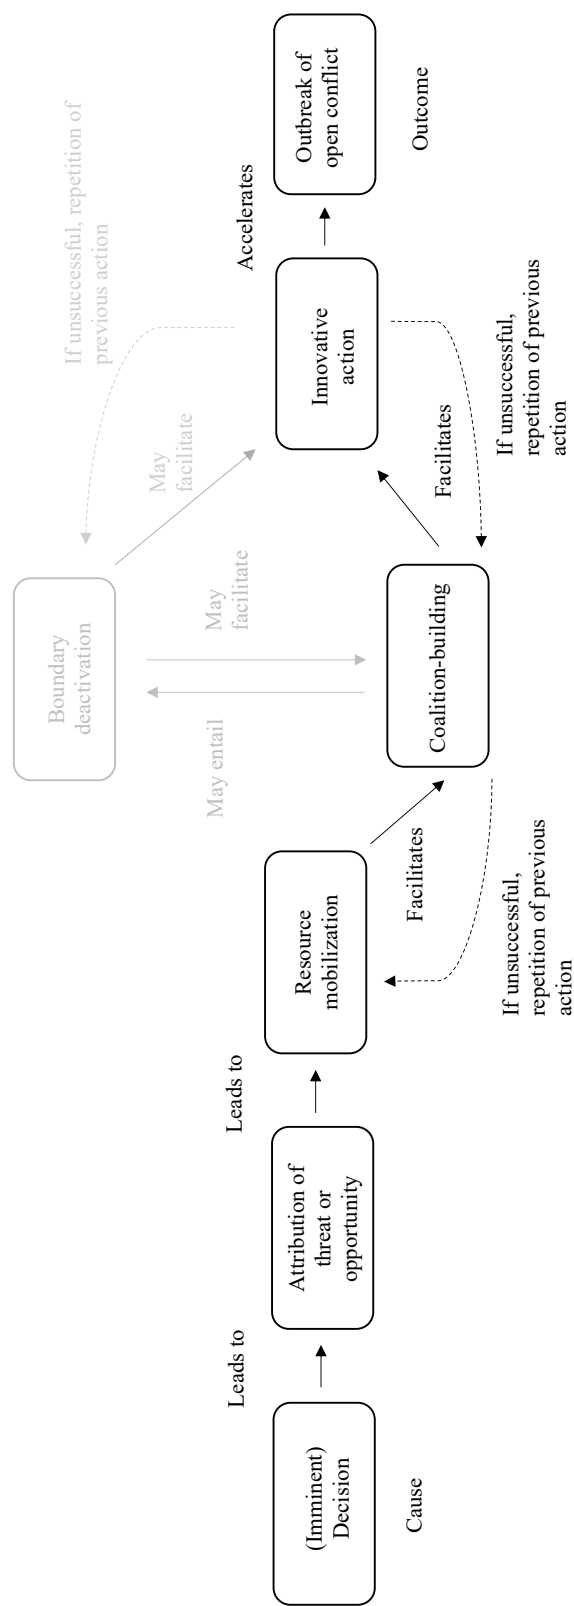 (Imminent)
Decision
Cause
Leads to
Attribution of
threat or
opportunity
Leads to
Resource
mobilization
Facilitates
If unsuccessful,
repetition of previous
action
Coalition-building
May entail
May
facilitate
Boundary
deactivation
May
facilitate
If unsuccessful, repetition of
previous action
Facilitates
If unsuccessful,
repetition of previous
action
Innovative
action
Accelerates
Outbreak of
open conflict
Outcome